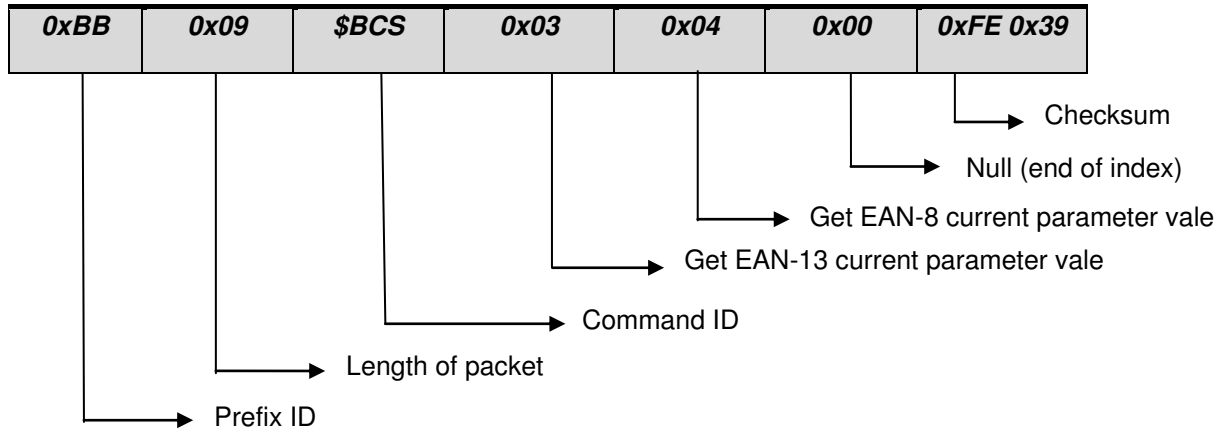 0xBB 0x09 $BCS 0x03 0x04 0x00 0xFE 0x39
Checksum
Null (end of index)
Get EAN-8 current parameter vale
Get EAN-13 current parameter vale
Command ID
Length of packet
Prefix ID